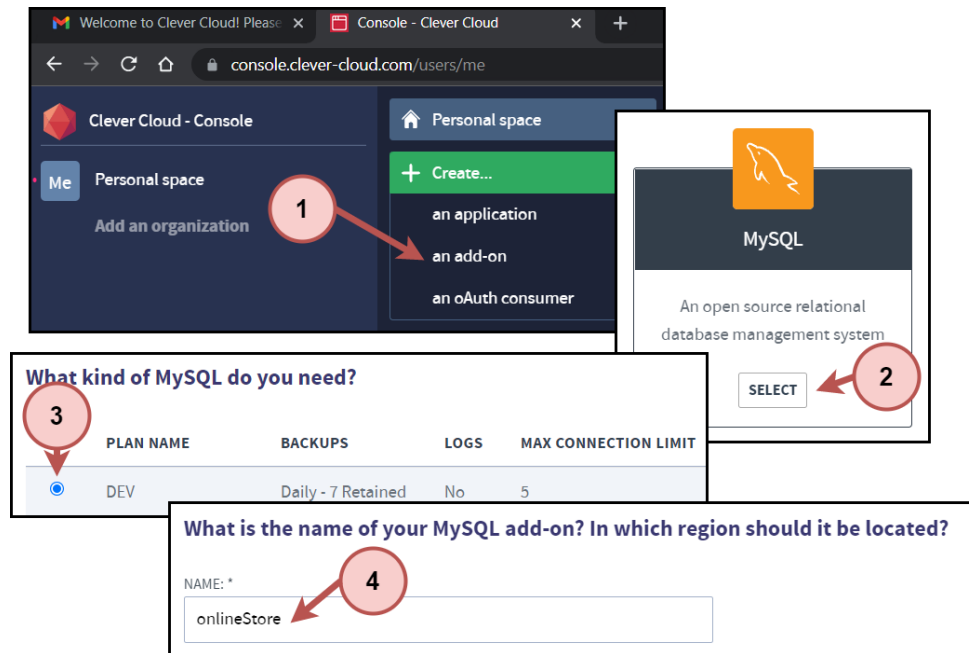 Welcome to Clever Cloud! Please
Console - Clever Cloud
console.clever-cloud.com/users/me
Clever Cloud - Console
Personal space
Me
Personal space
Create...
Add an organization
1
an application
an add-on
an oAuth consumer
MySQL
An open source relational
database management system
SELECT
2
What kind of MySQL do you need?
3
PLAN NAME BACKUPS LOGS MAX CONNECTION LIMIT
DEV Daily - 7 Retained No 5
What is the name of your MySQL add-on? In which region should it be located?
4
NAME: *
onlineStore